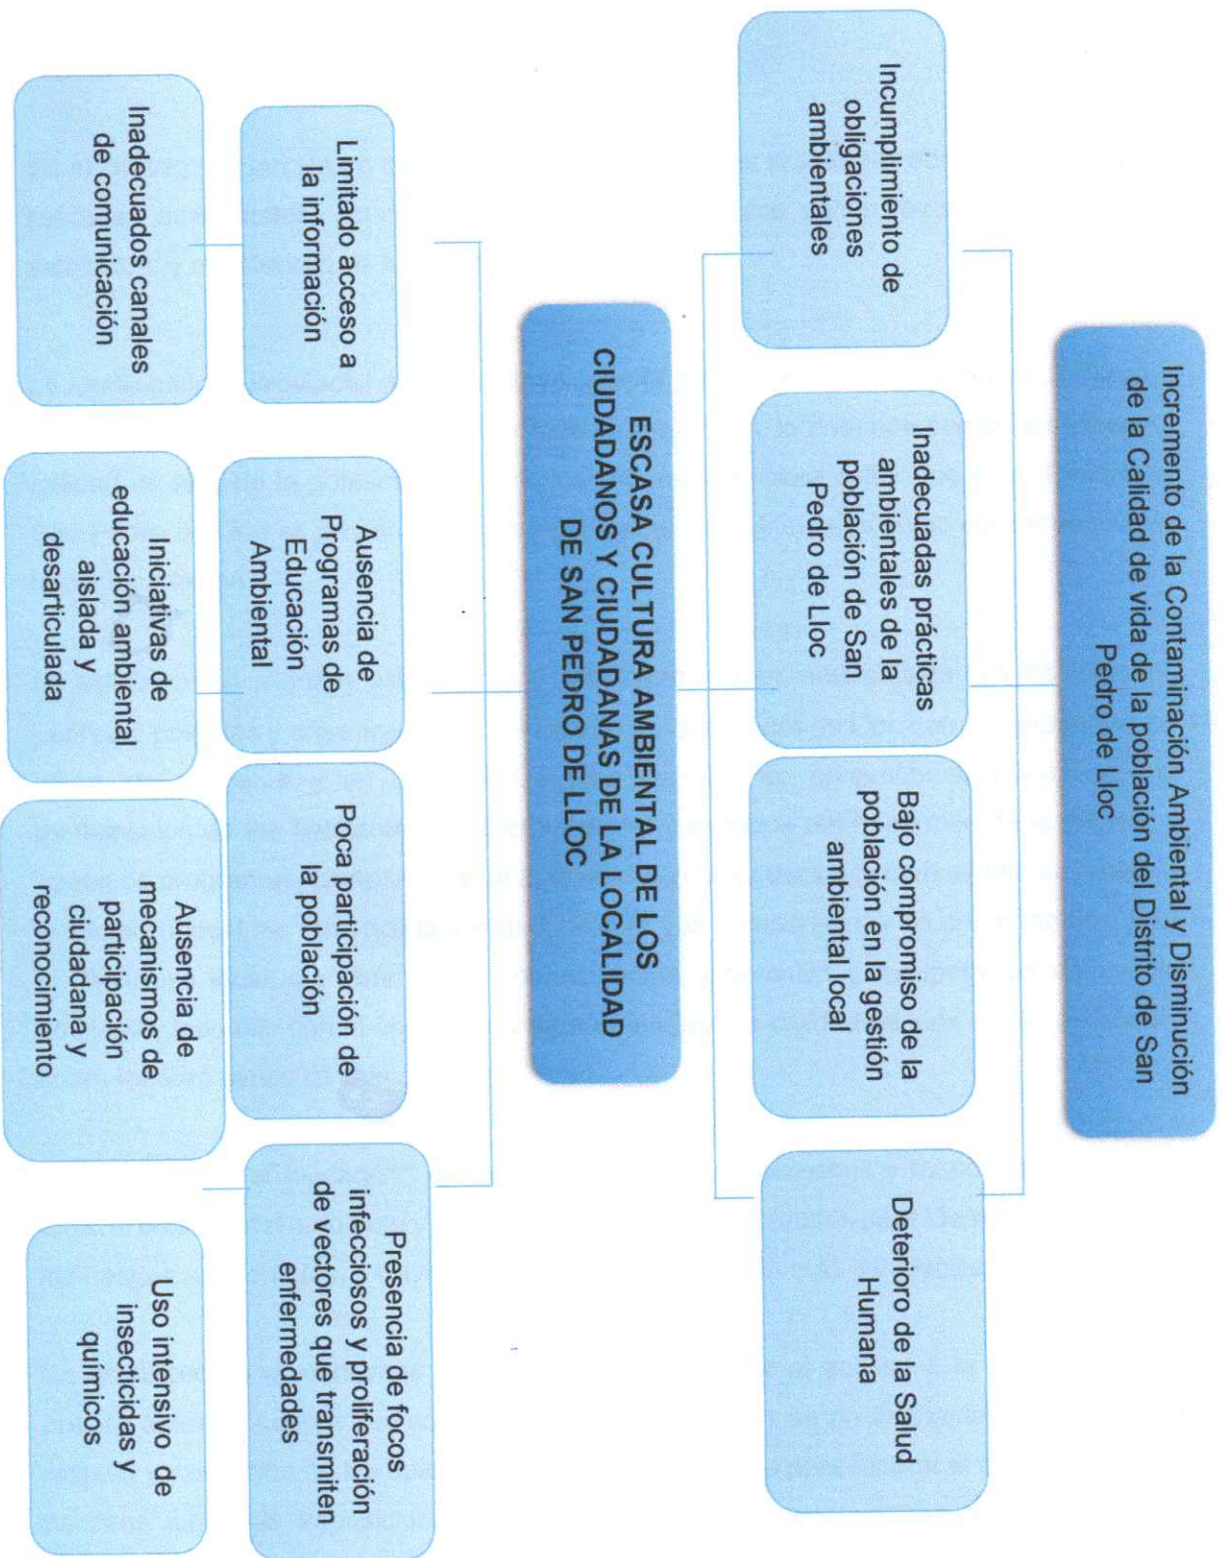 Incremento de la Contaminación Ambiental y Disminución
de la Calidad de vida de la población del Distrito de San
Pedro de Lloc
Incumplimiento de
obligaciones
ambientales
Inadecuadas prácticas
ambientales de la
población de San
Pedro de Lloc
Bajo compromiso de la
población en la gestión
ambiental local
Deterioro de la Salud
Humana
ESCASA CULTURA AMBIENTAL DE LOS
CIUDADANOS Y CIUDADANAS DE LA LOCALIDAD
DE SAN PEDRO DE LLOC
Limitado acceso a
la información
Ausencia de
Programas de
Educación
Ambiental
Poca participación de
la población
Presencia de focos
infecciosos y proliferación
de vectores que transmiten
enfermedades
Inadecuados canales
de comunicación
Iniciativas de
educación ambiental
aislada y
desarticulada
Ausencia de
mecanismos de
participación
ciudadana y
reconocimiento
Uso intensivo de
insecticidas y
químicos